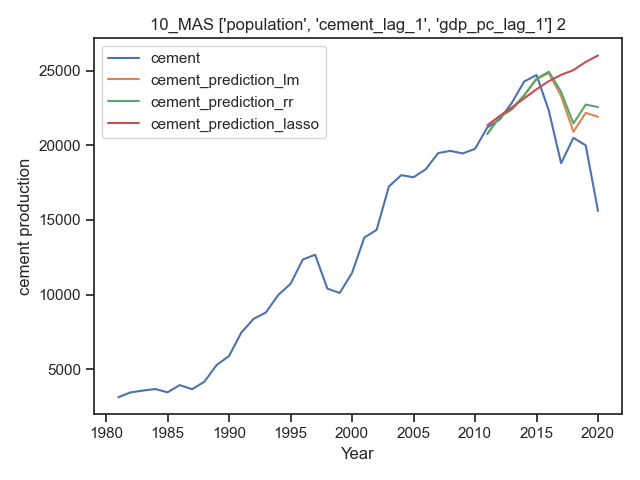 10_MAS ['population', 'cement_lag_1', 'gdp_pc_lag_1'] 2
cement
cement_prediction_lm
cement_prediction_rr
cement_prediction_lasso
25000
20000
15000
10000
5000
cement production
1980 1985 1990 1995 2000 2005 2010 2015 2020
Year